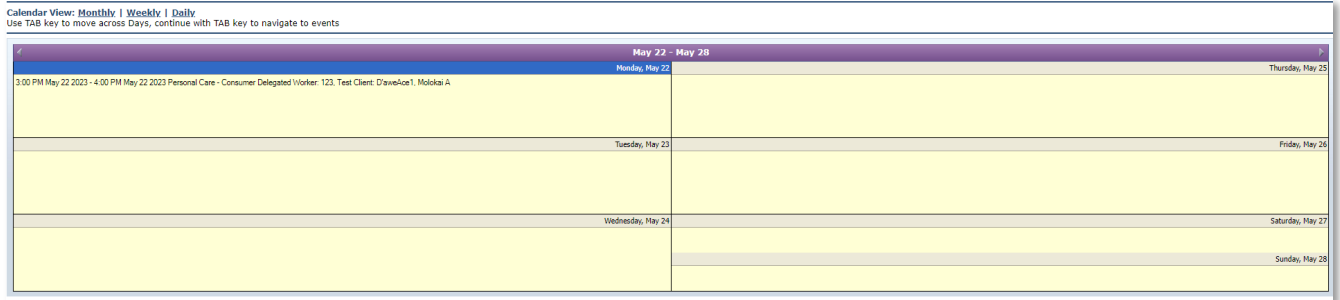 Calendar View: Monthly | Weekly | Daily
Use TAB key to move across Days, continue with TAB key to navigate to events
May 22 - May 28
Monday, May 22
3:00 PM May 22 2023 - 4:00 PM May 22 2023 Personal Care - Consumer Delegated Worker: 123, Test Client: D'aweAce1, Molokai A
Tuesday, May 23
Wednesday, May 24
Thursday, May 25
Friday, May 26
Saturday, May 27
Sunday, May 28